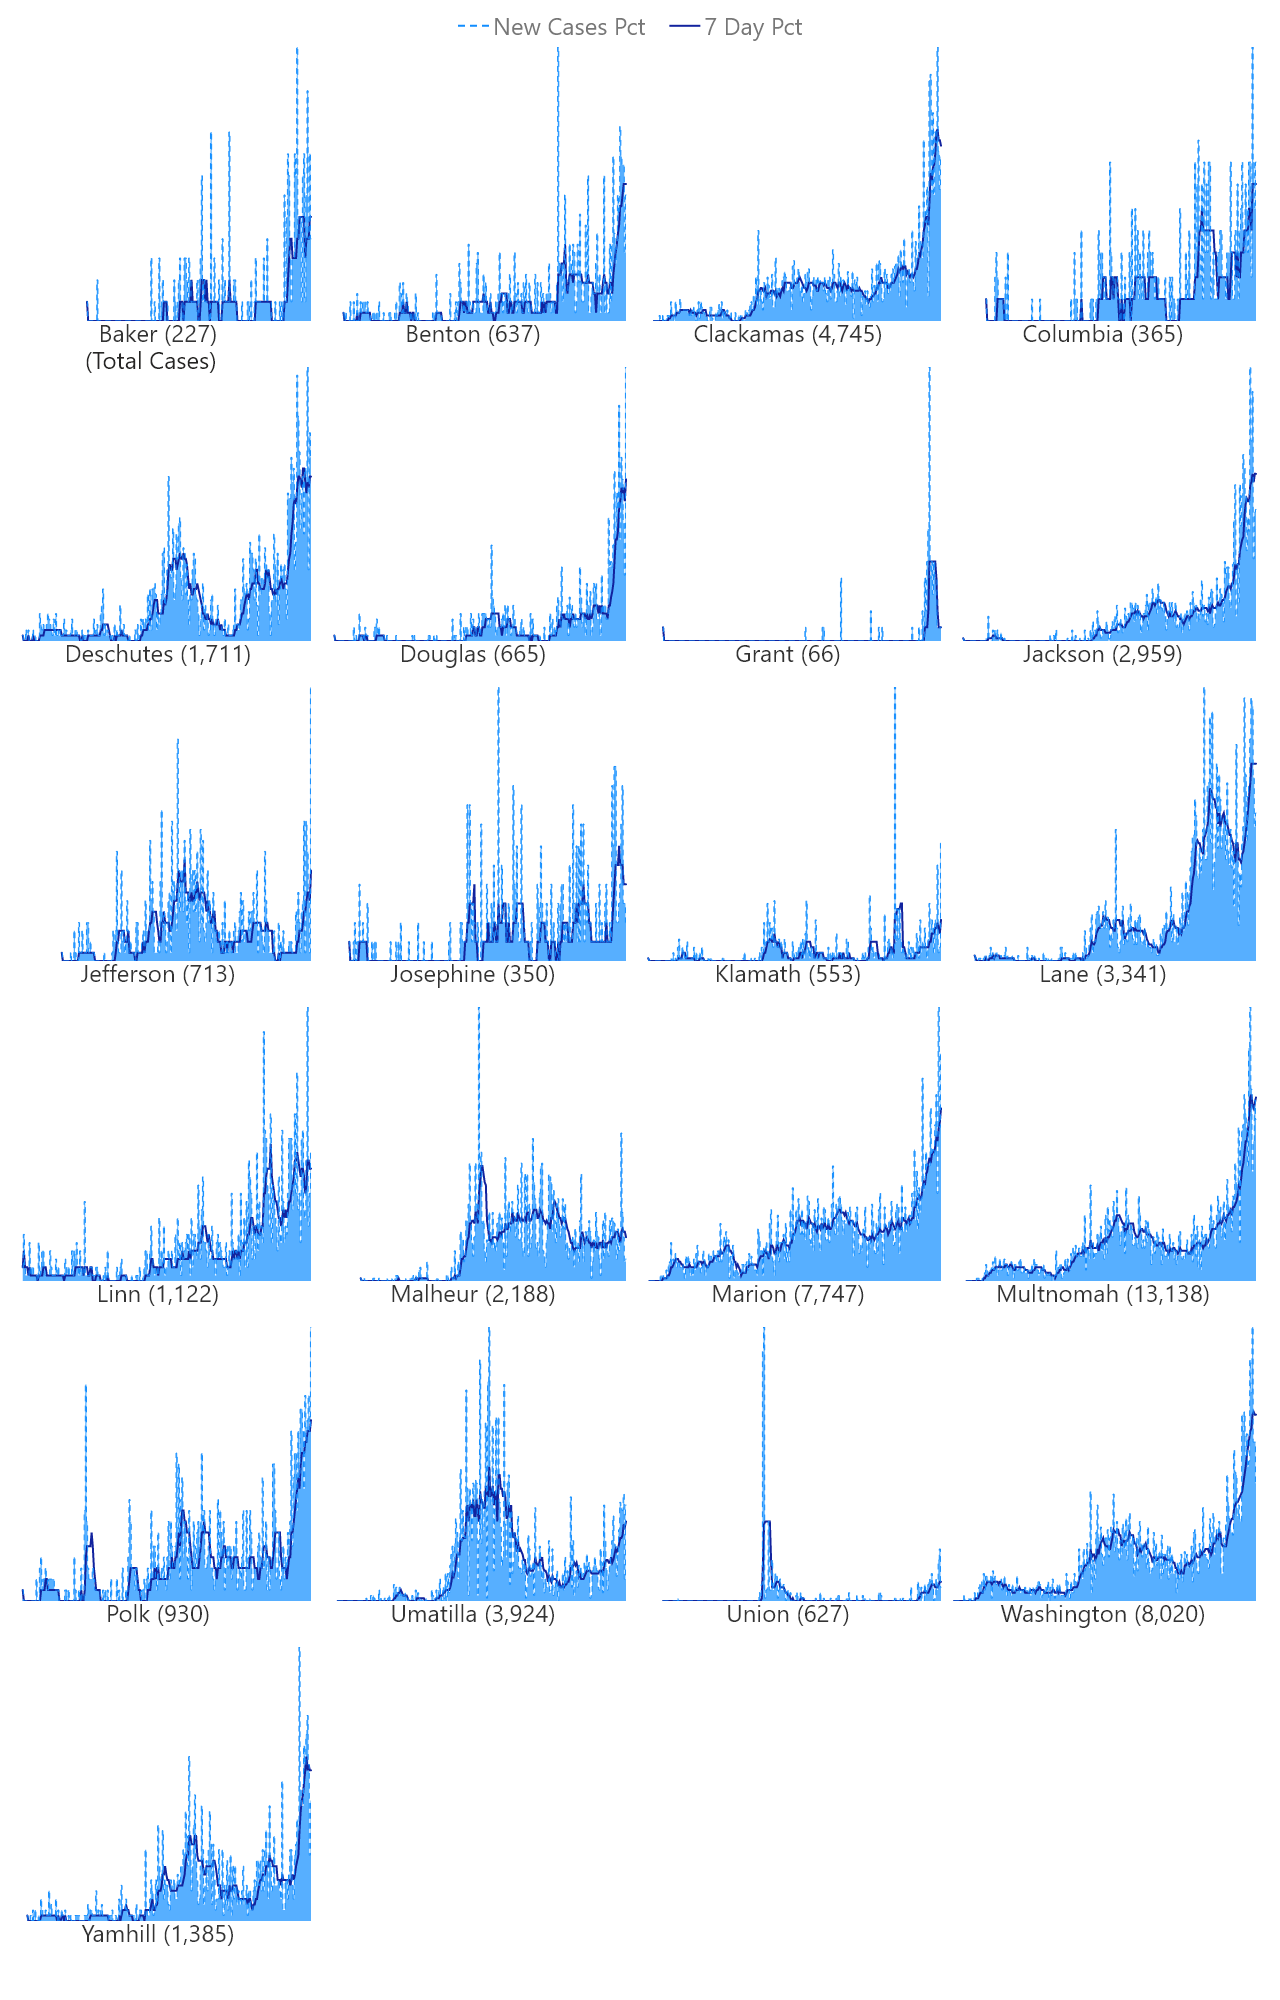 New Cases Pct 7 Day Pct
Baker (227) Benton (637) Clackamas (4,745) Columbia (365)
(Total Cases)
Deschutes (1,711) Douglas (665) Grant (66) Jackson (2,959)
Jefferson (713) Josephine (350) Klamath (553) Lane (3,341)
Linn (1,122) Malheur (2,188) Marion (7,747) Multnomah (13,138)
Polk (930) Umatilla (3,924) Union (627) Washington (8,020)
Yamhill (1,385)